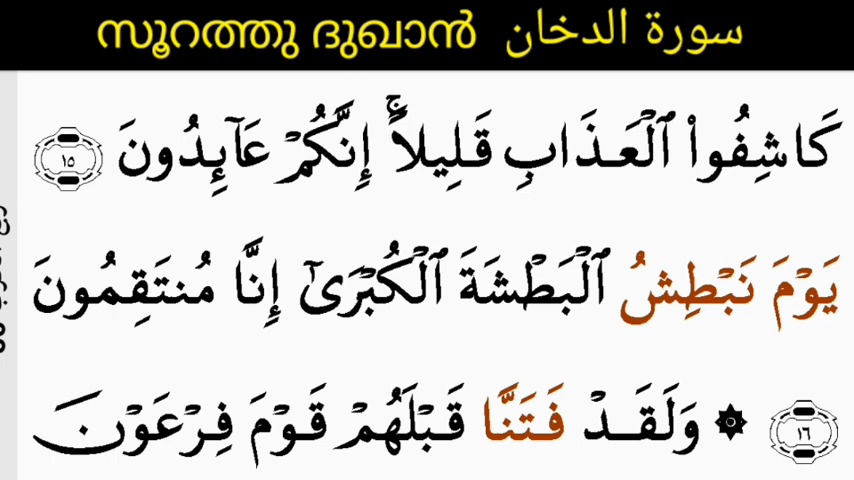 സൂറത്തു ദുഖാൻ سورة الدخان
كَاشِفُوا۟ ٱلْعَذَابِ قَلِيلًاۚ إِنَّكُمْ عَآئِدُونَ ١٥
يَوْمَ نَبْطِشُ ٱلْبَطْشَةَ ٱلْكُبْرَىٰٓ إِنَّا مُنتَقِمُونَ
١٦ ۞ وَلَقَدْ فَتَنَّا قَبْلَهُمْ قَوْمَ فِرْعَوْنَ